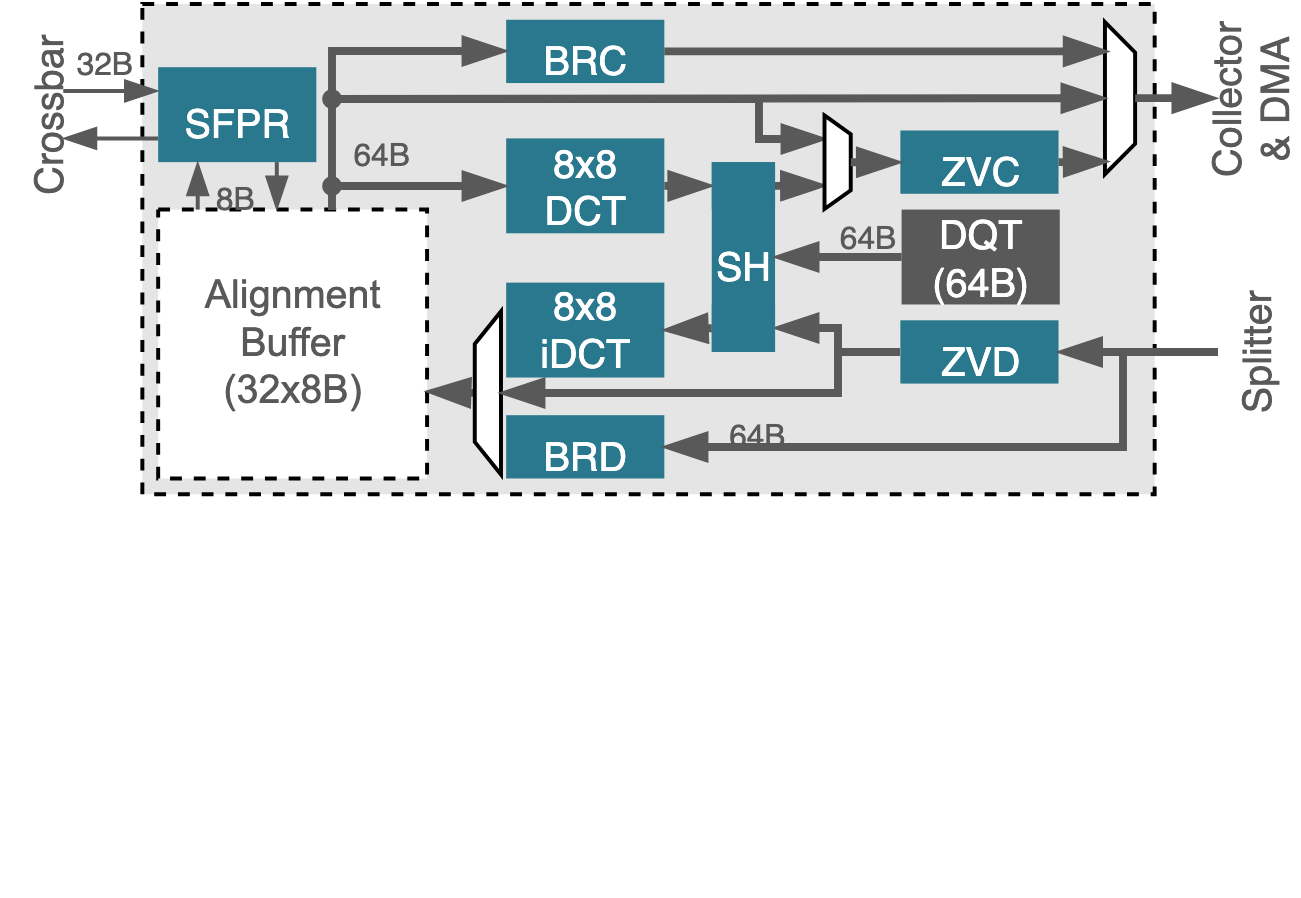 Crossbar
32B
SFPR
8B
64B
Alignment
Buffer
(32x8B)
BRC
8x8
DCT
SH
ZVC
64B
DQT
(64B)
8x8
iDCT
ZVD
BRD
64B
Collector
& DMA
Splitter